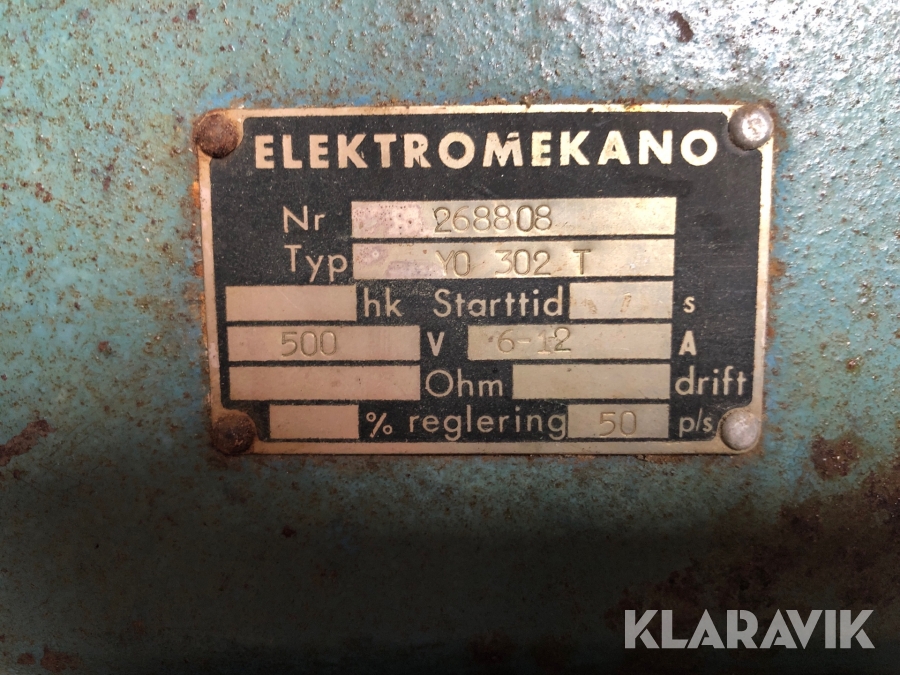 ELEKTROMEKANO
Nr 268808
Typ YO 302 T
hk Starttid s
500 V 6-12 A
Ohm drift
% reglering 50 p/s
KLARAVIK